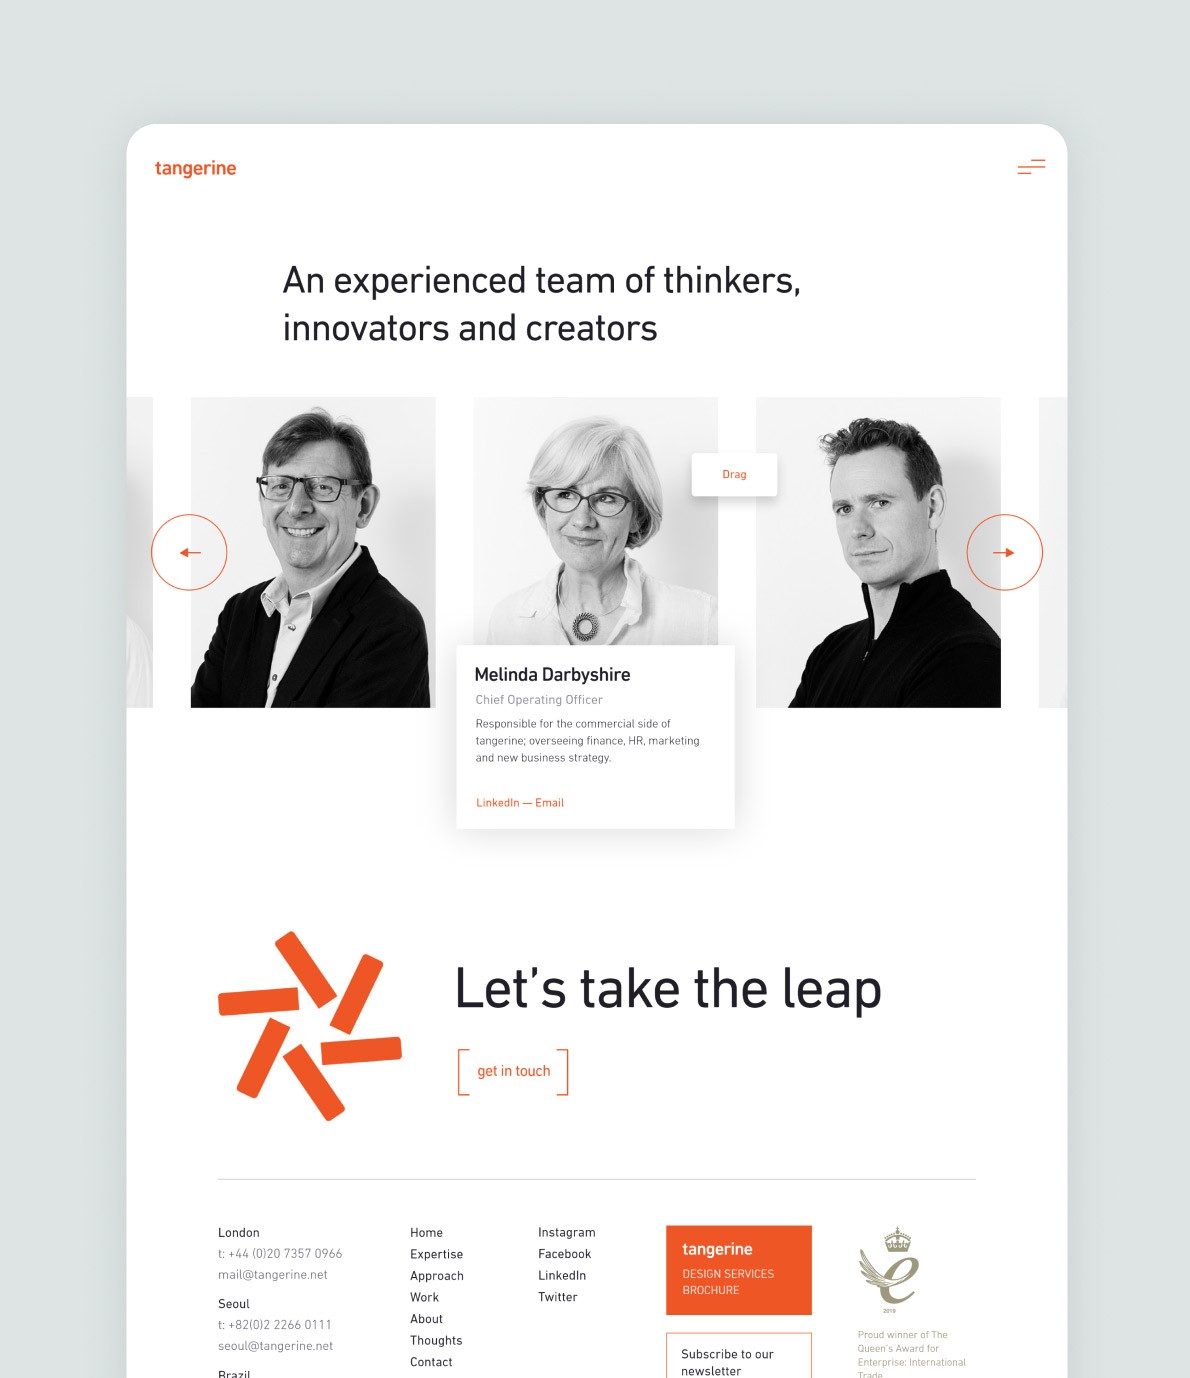 tangerine
An experienced team of thinkers,
innovators and creators
Drag
Melinda Darbyshire
Chief Operating Officer
Responsible for the commercial side of
tangerine; overseeing finance, HR, marketing
and new business strategy.
LinkedIn — Email
Let’s take the leap
get in touch
London
t: +44 (0)20 7357 0966
mail@tangerine.net
Seoul
t: +82(0)2 2266 0111
seoul@tangerine.net
Brazil
Home
Expertise
Approach
Work
About
Thoughts
Contact
Instagram
Facebook
LinkedIn
Twitter
tangerine
DESIGN SERVICES
BROCHURE
Subscribe to our
newsletter
e
2019
Proud winner of The
Queen's Award for
Enterprise: International
Trade